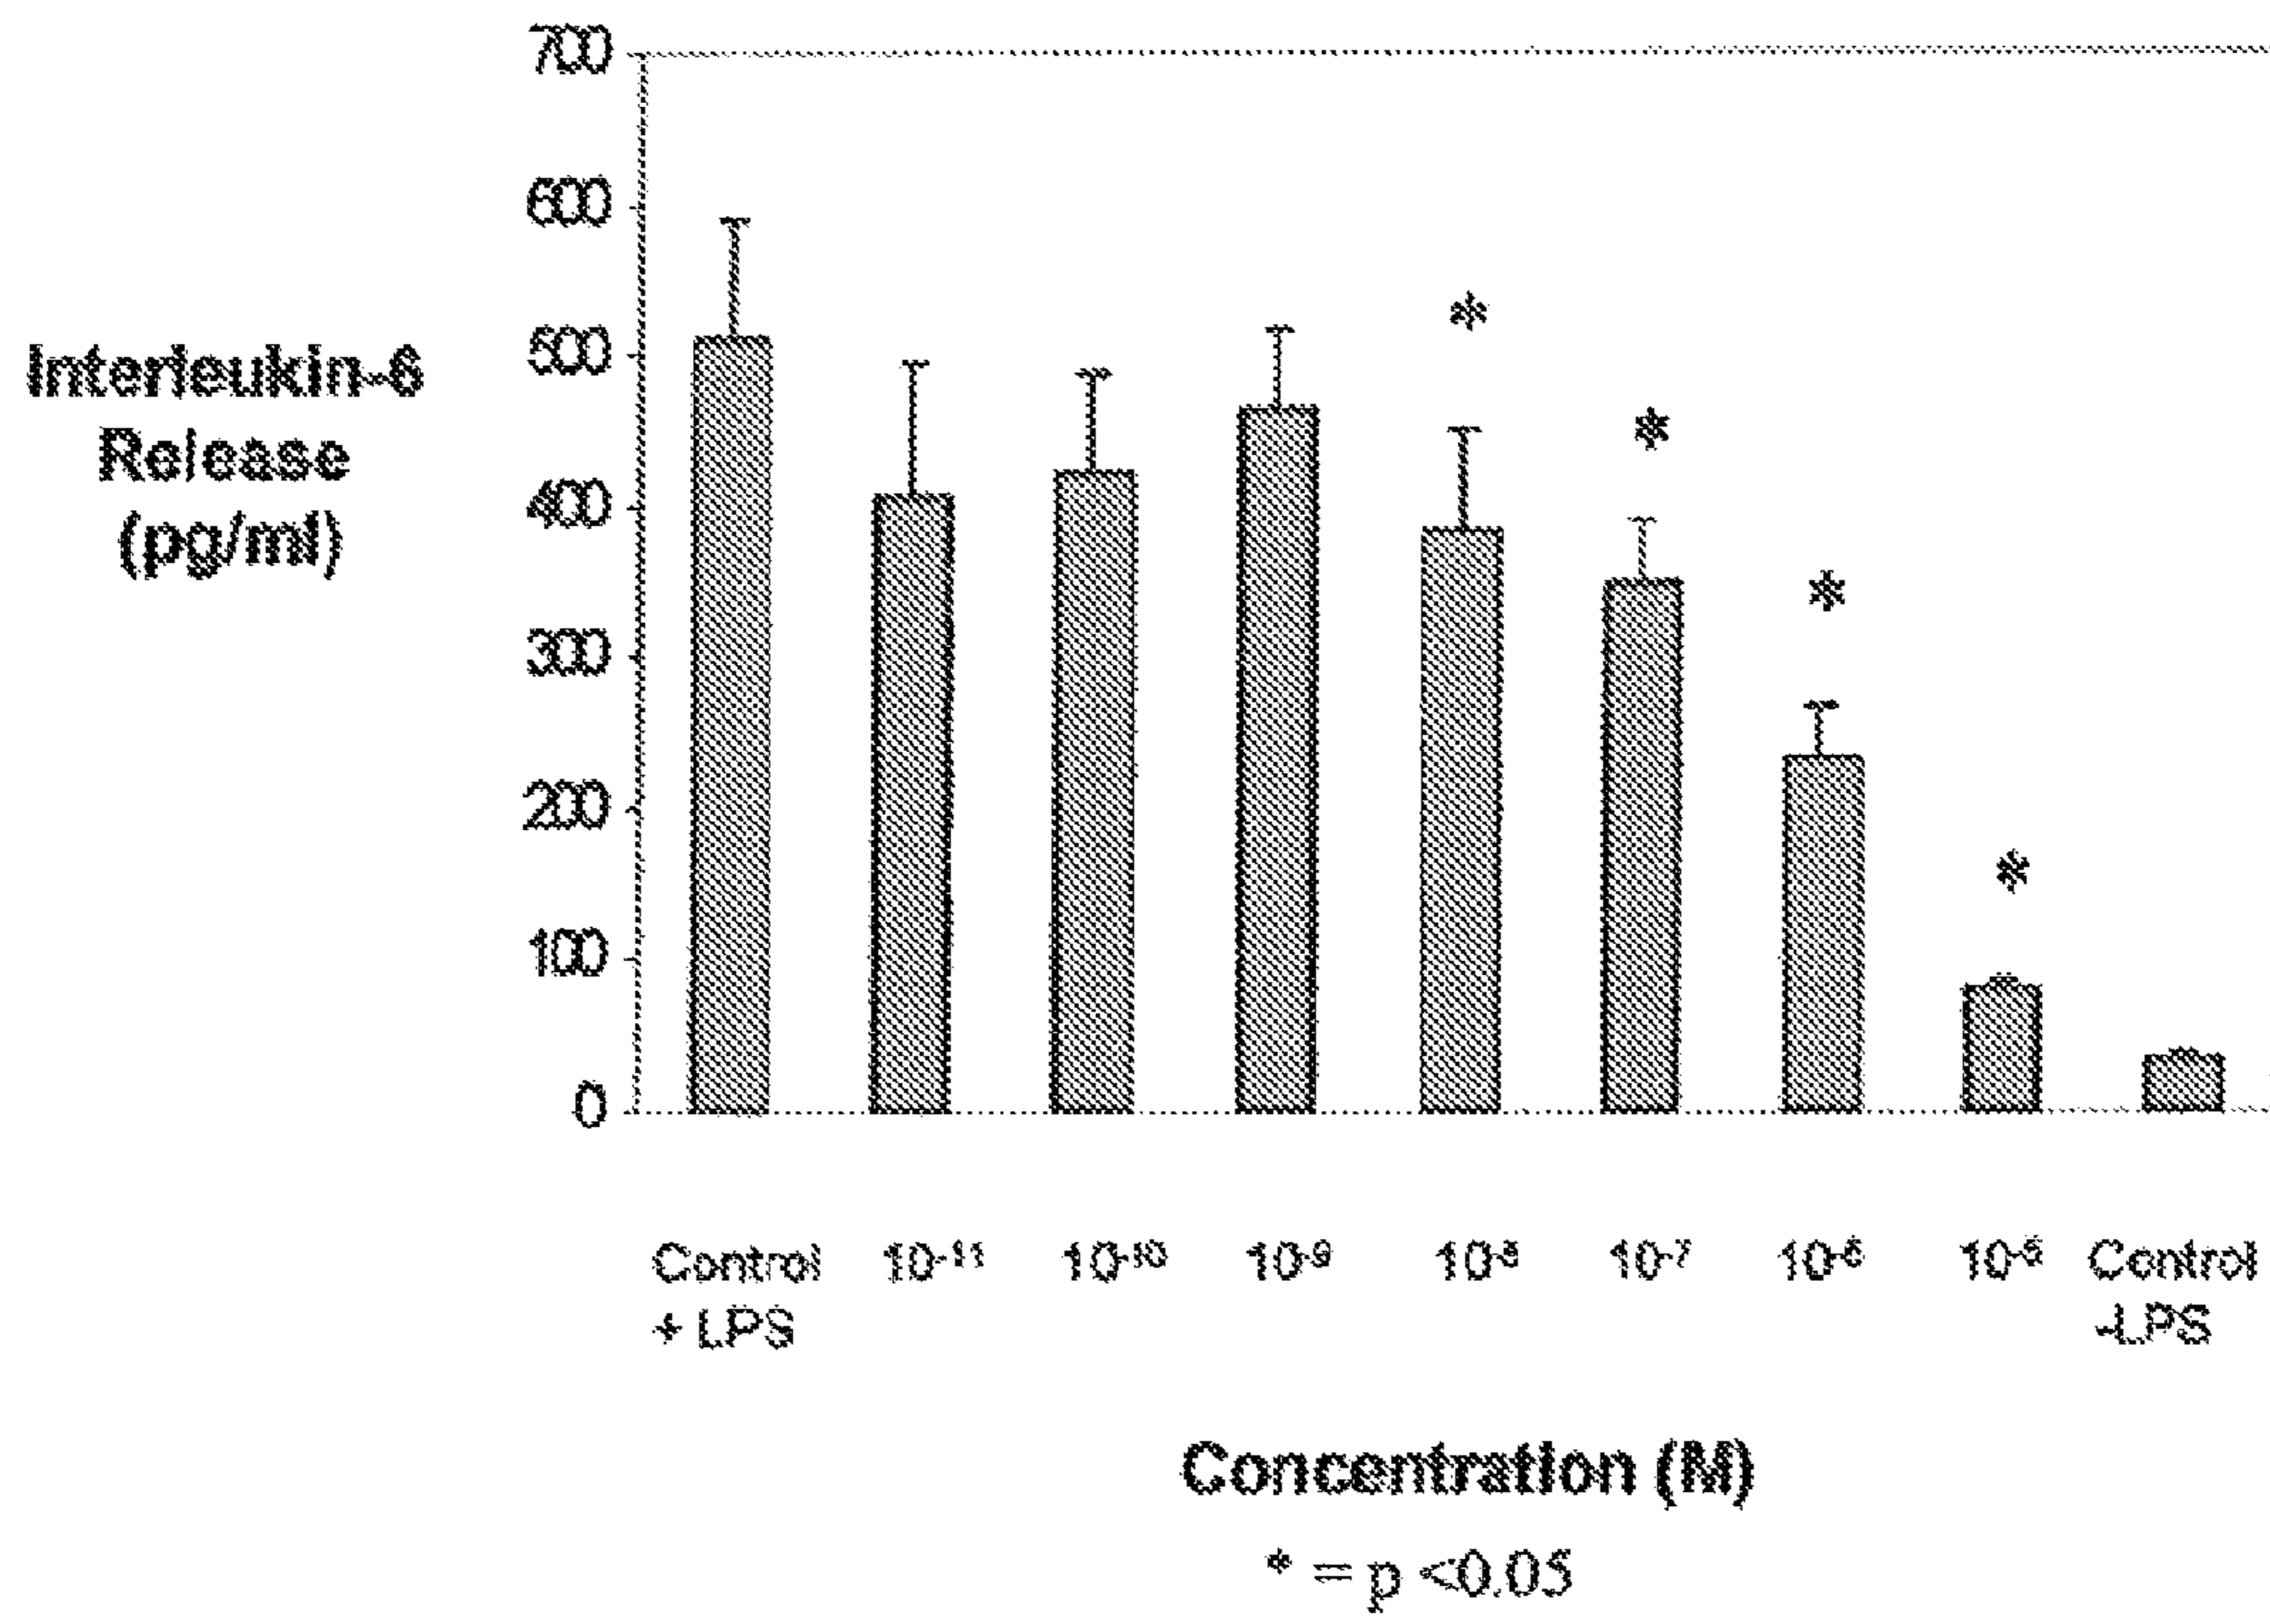 700
600
500
400
300
200
100
0
Interleukin-6
Release
(pg/ml)
*
*
*
*
Control 10⁻¹¹ 10⁻¹⁰ 10⁻⁹ 10⁻⁸ 10⁻⁷ 10⁻⁶ 10⁻⁵ Control
+ LPS -LPS
Concentration (M)
* = p <0.05